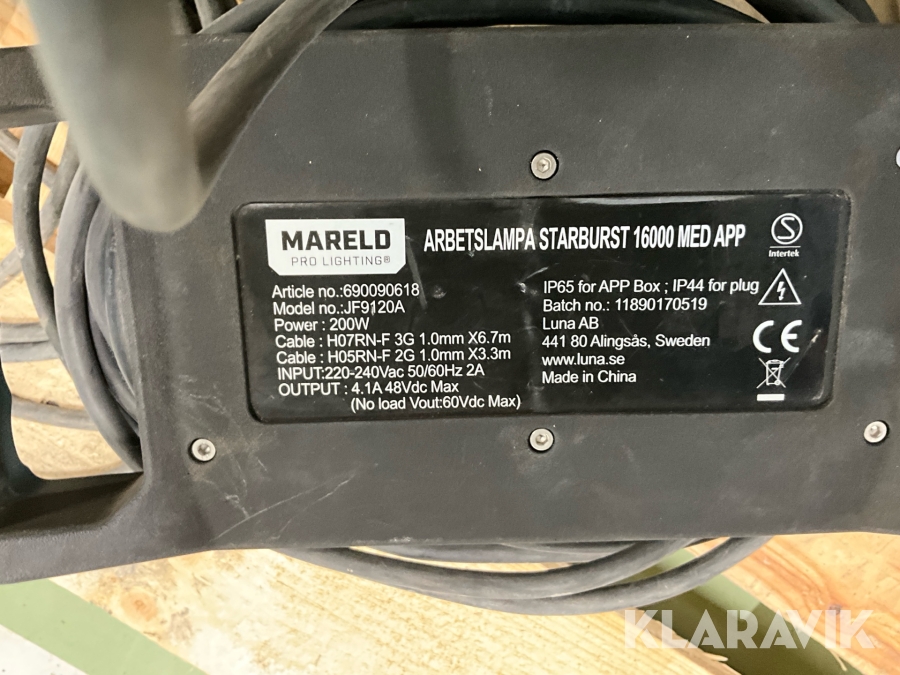 MARELD
PRO LIGHTING®
ARBETSLAMPA STARBURST 16000 MED APP
S
Intertek
Article no.:690090618
Model no.:JF9120A
Power : 200W
Cable : H07RN-F 3G 1.0mm X6.7m
Cable : H05RN-F 2G 1.0mm X3.3m
INPUT:220-240Vac 50/60Hz 2A
OUTPUT : 4.1A 48Vdc Max
(No load Vout:60Vdc Max)
IP65 for APP Box ; IP44 for plug
Batch no.: 11890170519
Luna AB
441 80 Alingsås, Sweden
www.luna.se
Made in China
CE
KLARAVIK